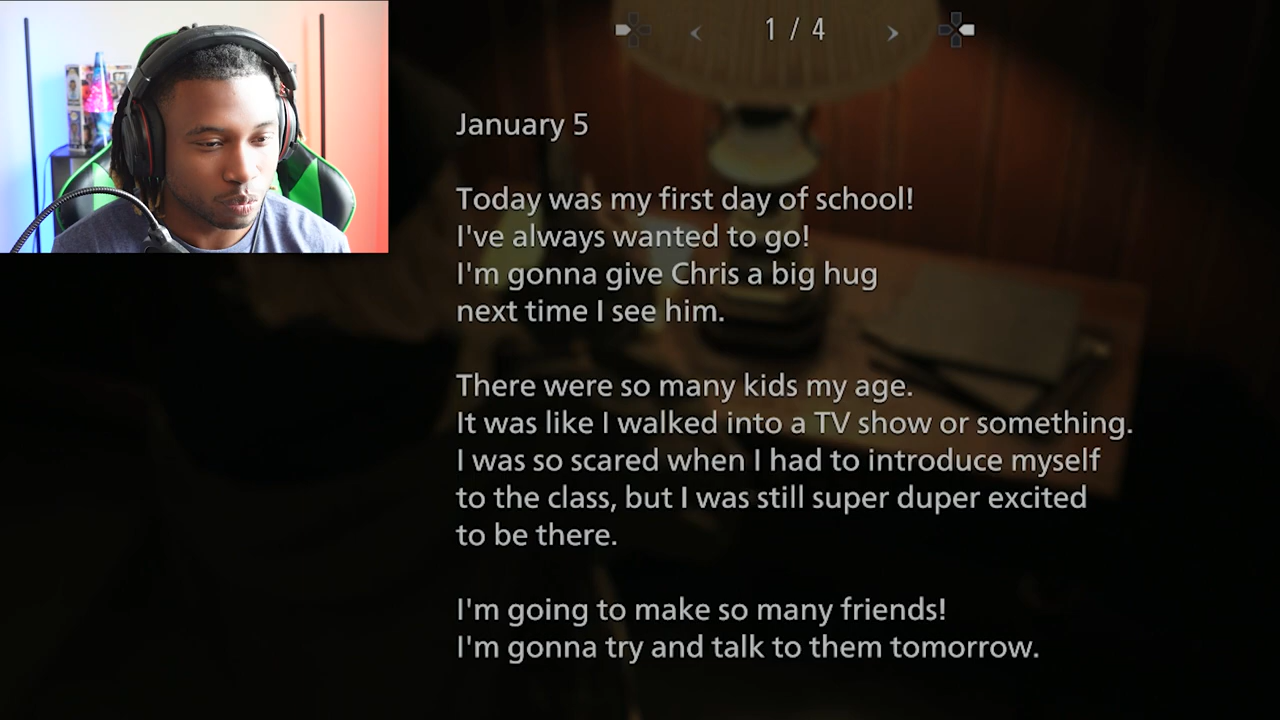 1 / 4
January 5
Today was my first day of school!
I've always wanted to go!
I'm gonna give Chris a big hug
next time I see him.
There were so many kids my age.
It was like I walked into a TV show or something.
I was so scared when I had to introduce myself
to the class, but I was still super duper excited
to be there.
I'm going to make so many friends!
I'm gonna try and talk to them tomorrow.